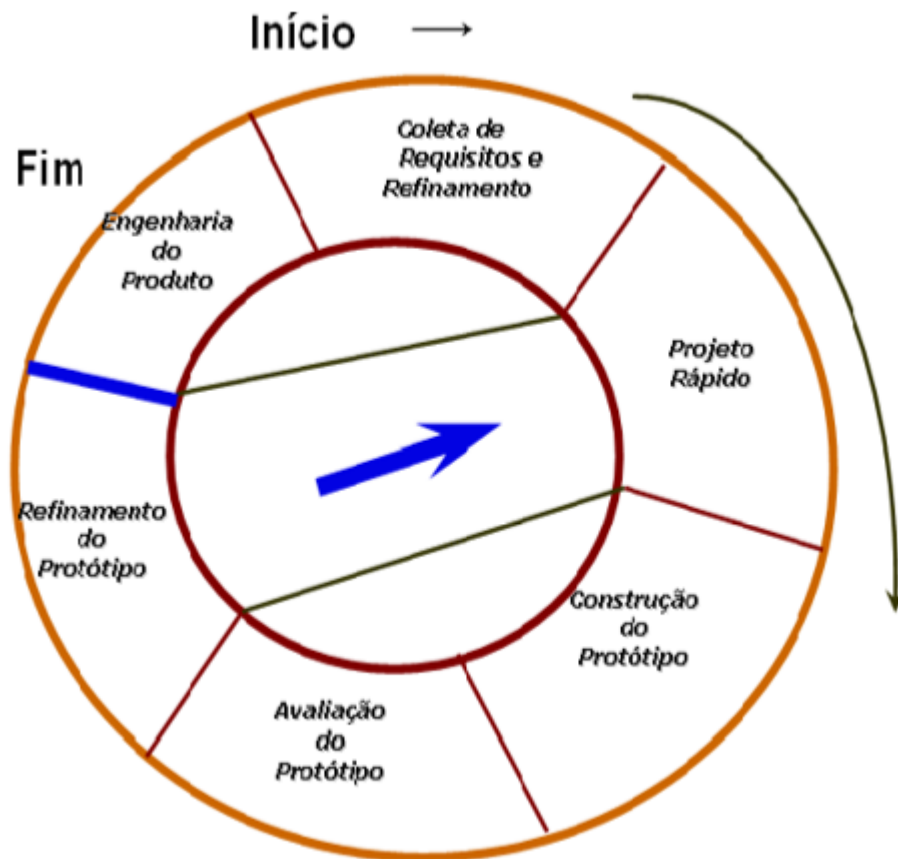 Início
Coleta de
Requisitos e
Refinamento
Fim
Engenharia
do
Produto
Projeto
Rápido
Refinamento
do
Protótipo
Construção
do
Protótipo
Avaliação
do
Protótipo